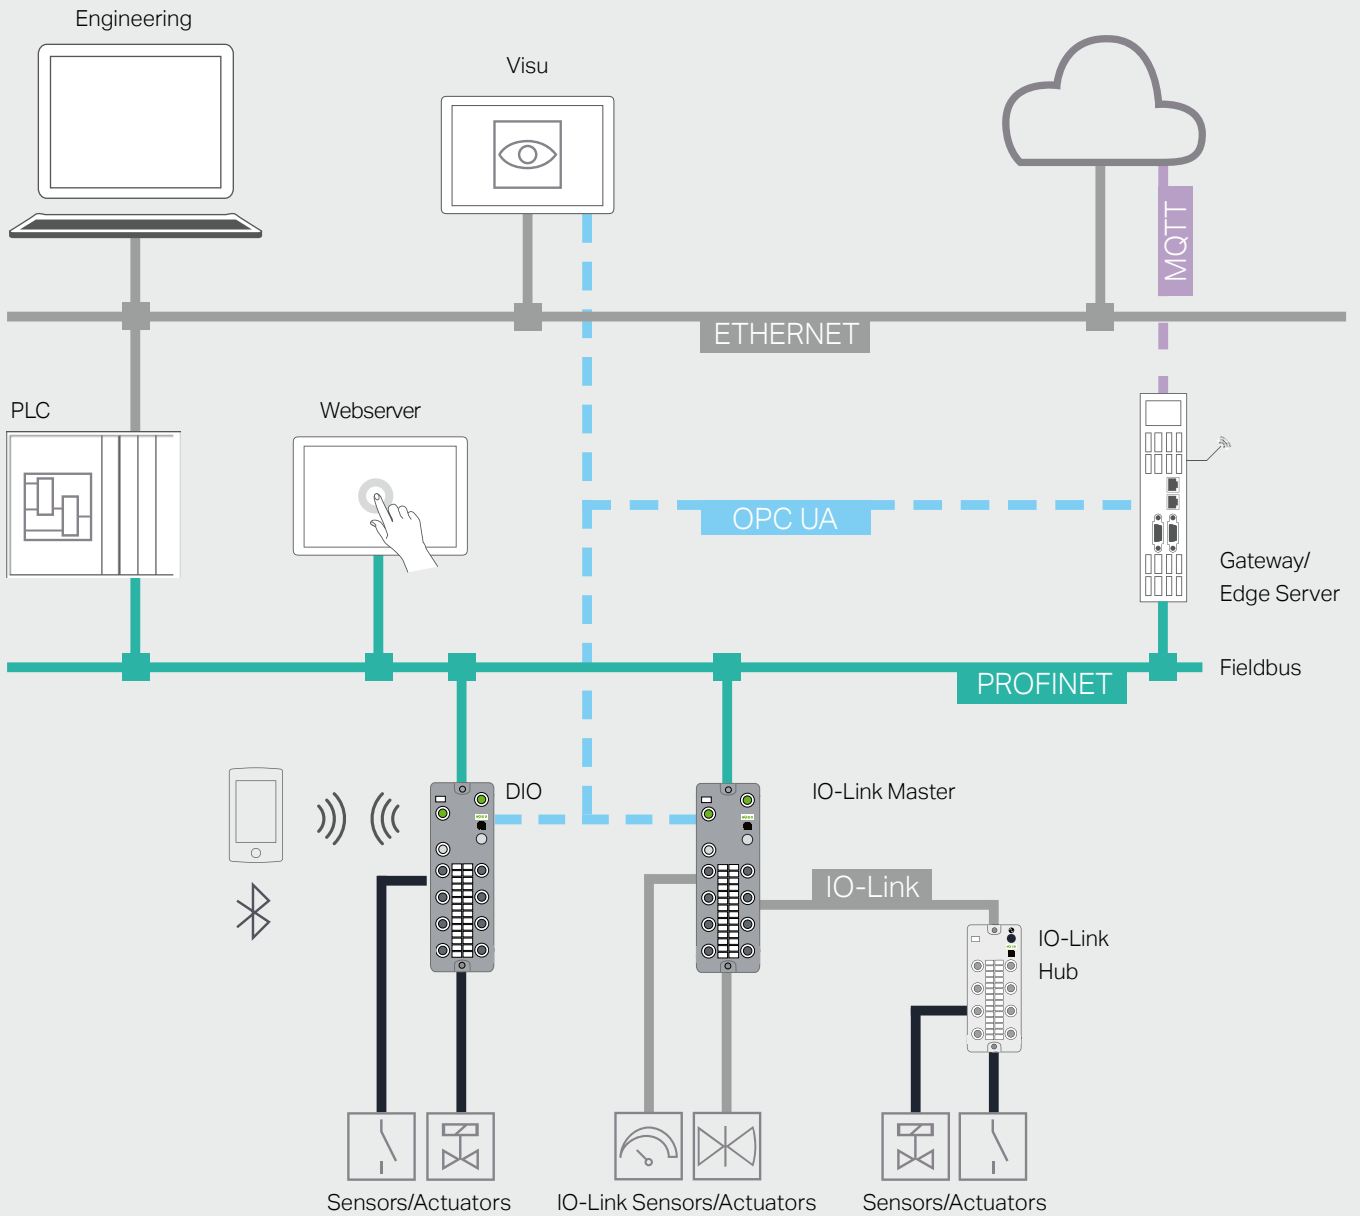 Engineering
Visu
MQTT
ETHERNET
PLC
Webserver
OPC UA
Gateway/
Edge Server
Fieldbus
PROFINET
DIO
IO-Link Master
IO-Link
IO-Link
Hub
Sensors/Actuators
IO-Link Sensors/Actuators
Sensors/Actuators